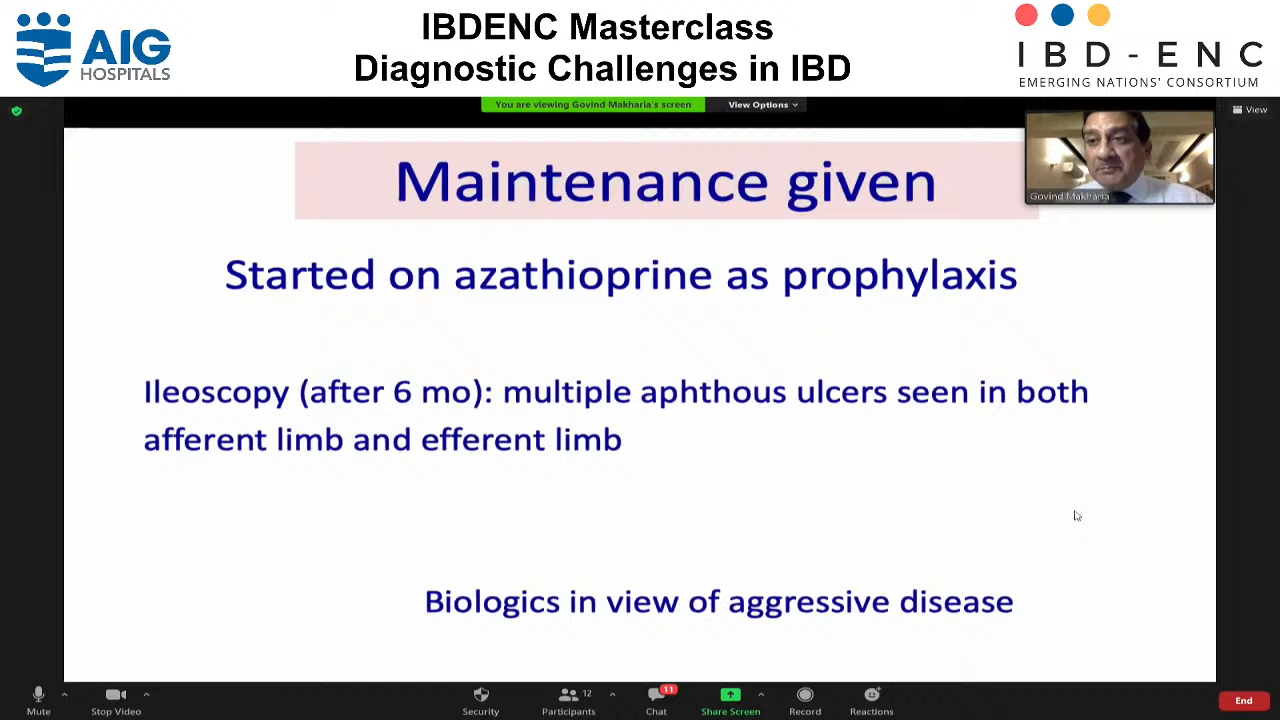 AIG
HOSPITALS
IBDENC Masterclass
Diagnostic Challenges in IBD
IBD-ENC
EMERGING NATIONS' CONSORTIUM
You are viewing Govind Makharia's screen
View Options
View
Govind Makharia
Maintenance given
Started on azathioprine as prophylaxis
Ileoscopy (after 6 mo): multiple aphthous ulcers seen in both
afferent limb and efferent limb
Biologics in view of aggressive disease
Mute
Stop Video
Security
12
Participants
11
Chat
Share Screen
Record
Reactions
End